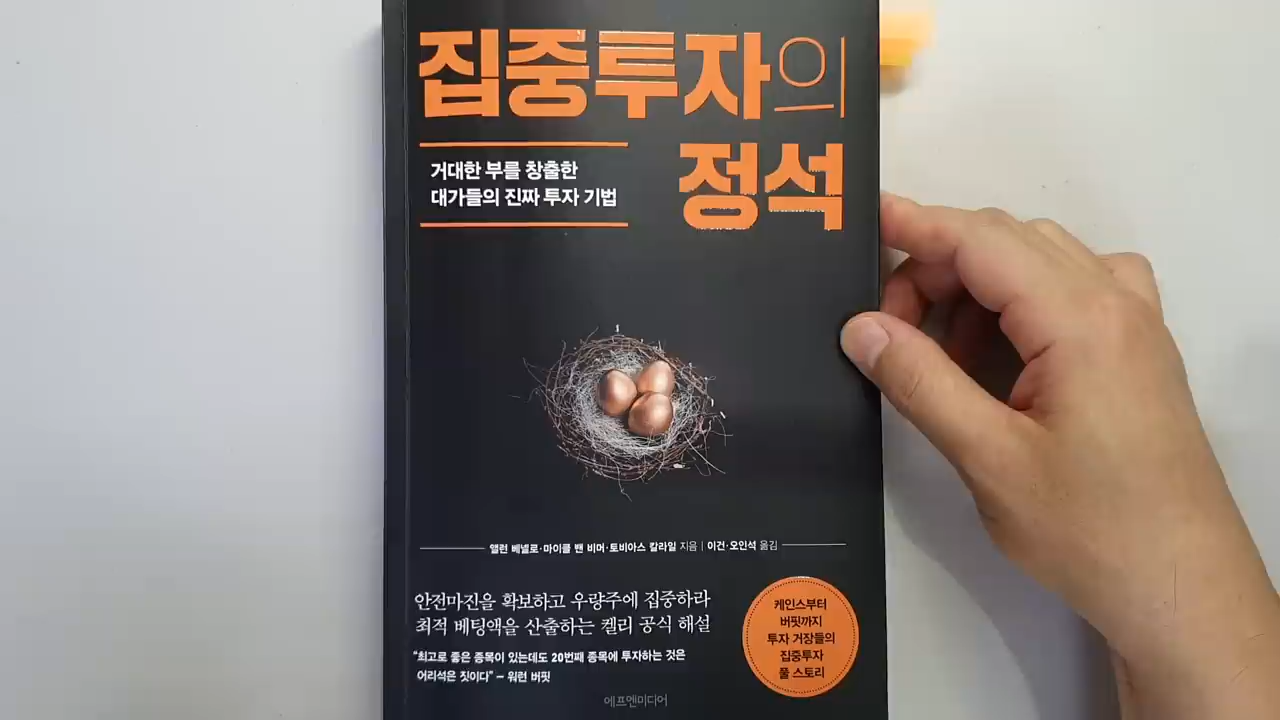 집중투자의
정석
거대한 부를 창출한
대가들의 진짜 투자 기법
앨런 베넬로·마이클 밴 비머·토비아스 칼라일 지음 | 이건·오인석 옮김
안전마진을 확보하고 우량주에 집중하라
최적 베팅액을 산출하는 켈리 공식 해설
"최고로 좋은 종목이 있는데도 20번째 종목에 투자하는 것은
어리석은 짓이다" – 워런 버핏
케인스부터
버핏까지
투자 거장들의
집중투자
풀 스토리
에프엔미디어